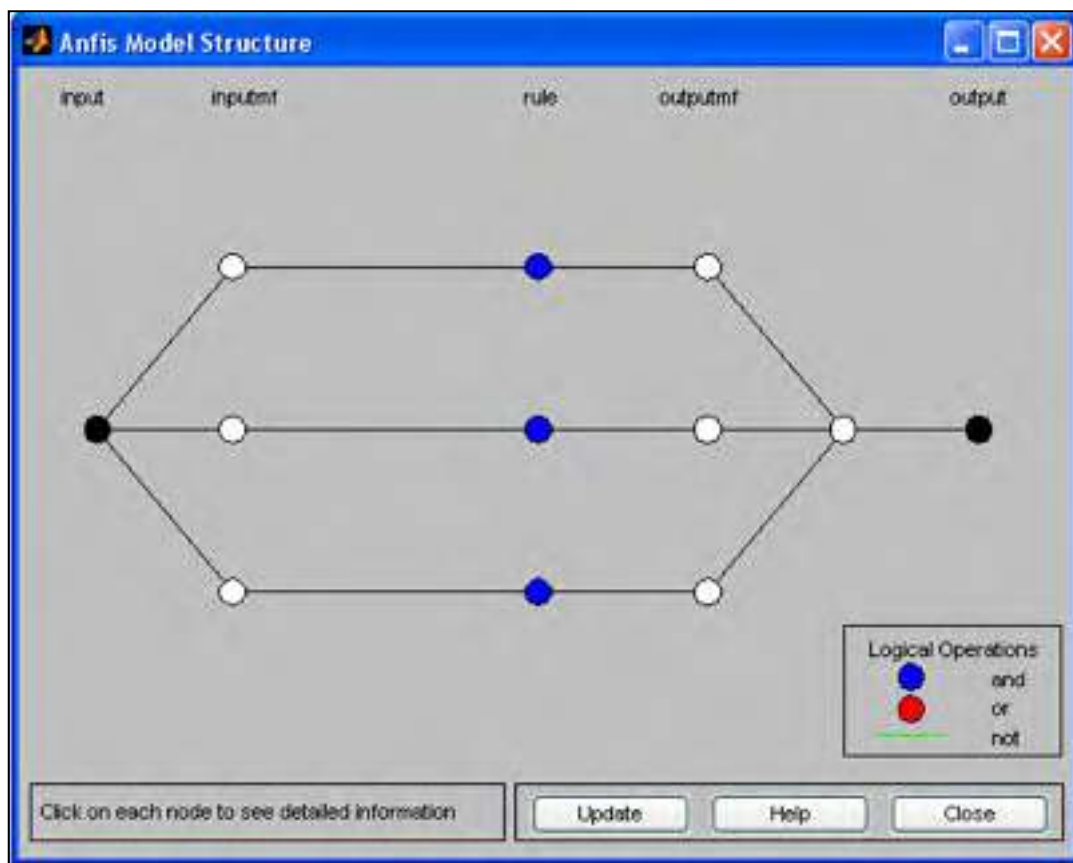 Anfis Model Structure
input inputmf rule outputmf output
Logical Operations
and
or
not
Click on each node to see detailed information
Update Help Close